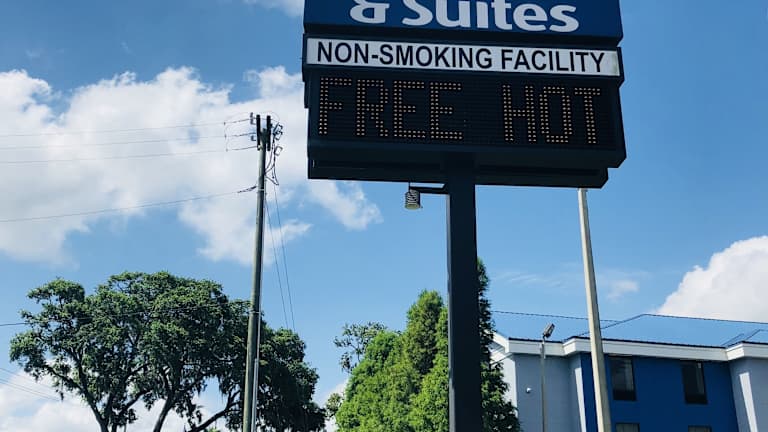 & Suites
NON-SMOKING FACILITY
FREE HOT